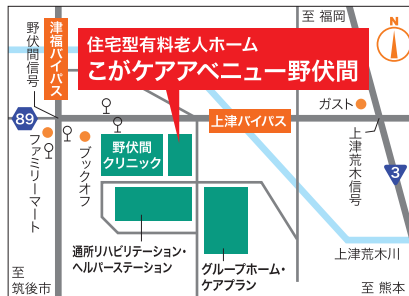 至 福岡
N
津福バイパス
野伏間信号
住宅型有料老人ホーム
こがケアアベニュー野伏間
ガスト
上津バイパス
89
ファミリーマート
ブックオフ
野伏間
クリニック
上津荒木信号
3
通所リハビリテーション・
ヘルパーステーション
グループホーム・
ケアプラン
上津荒木川
至
筑後市
至 熊本